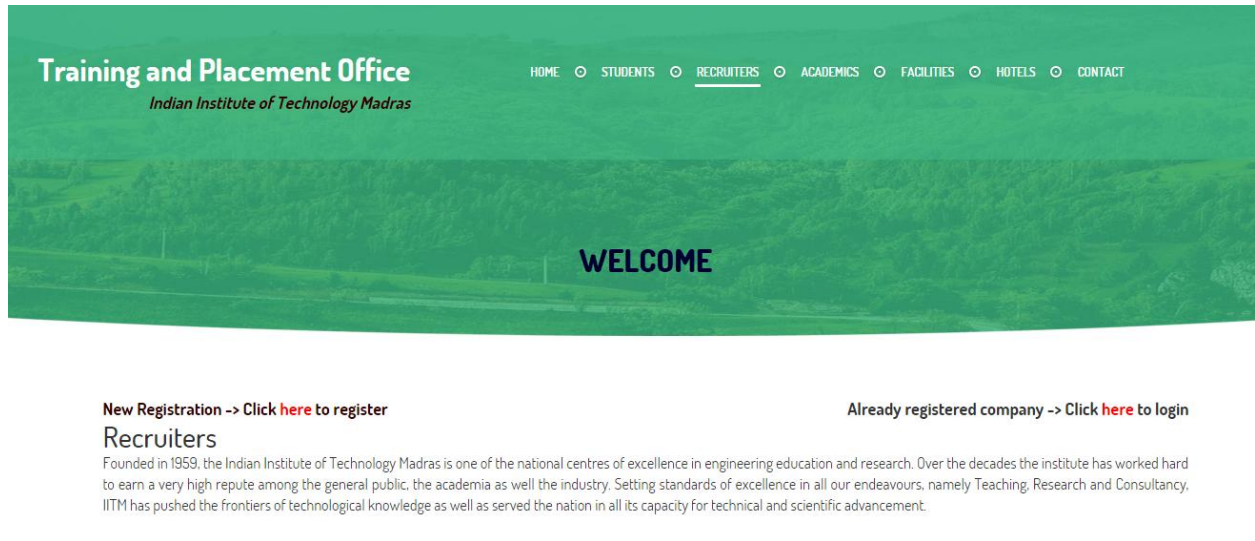 Training and Placement Office
Indian Institute of Technology Madras
HOME STUDENTS RECRUITERS ACADEMICS FACILITIES HOTELS CONTACT
WELCOME
New Registration -> Click here to register
Already registered company -> Click here to login
Recruiters
Founded in 1959, the Indian Institute of Technology Madras is one of the national centres of excellence in engineering education and research. Over the decades the institute has worked hard
to earn a very high repute among the general public, the academia as well the industry. Setting standards of excellence in all our endeavours, namely Teaching, Research and Consultancy,
IITM has pushed the frontiers of technological knowledge as well as served the nation in all its capacity for technical and scientific advancement.